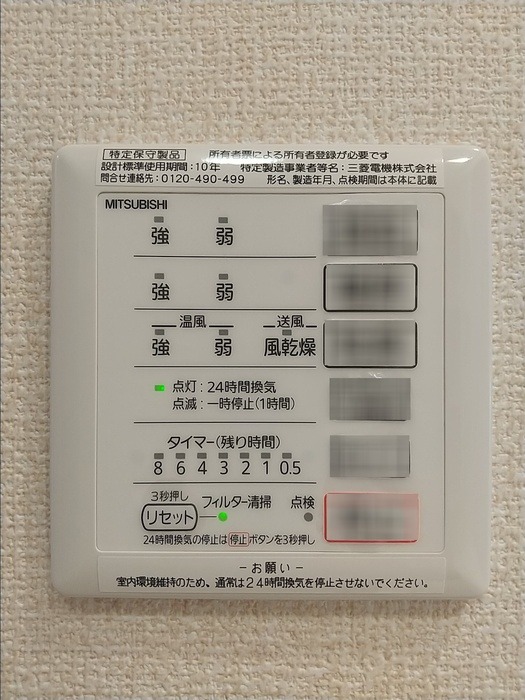 特定保守製品 所有者票による所有者登録が必要です
設計標準使用期間:10年 特定製造事業者等名:三菱電機株式会社
問合せ連絡先:0120-490-499 形名、製造年月、点検期間は本体に記載
MITSUBISHI
強 弱
強 弱
温風 送風
強 弱 風乾燥
点灯:24時間換気
点滅:一時停止(1時間)
タイマー(残り時間)
8 6 4 3 2 1 0.5
3秒押し
リセット フィルター清掃 点検
24時間換気の停止は停止ボタンを3秒押し
-お願い-
室内環境維持のため、通常は24時間換気を停止させないでください。